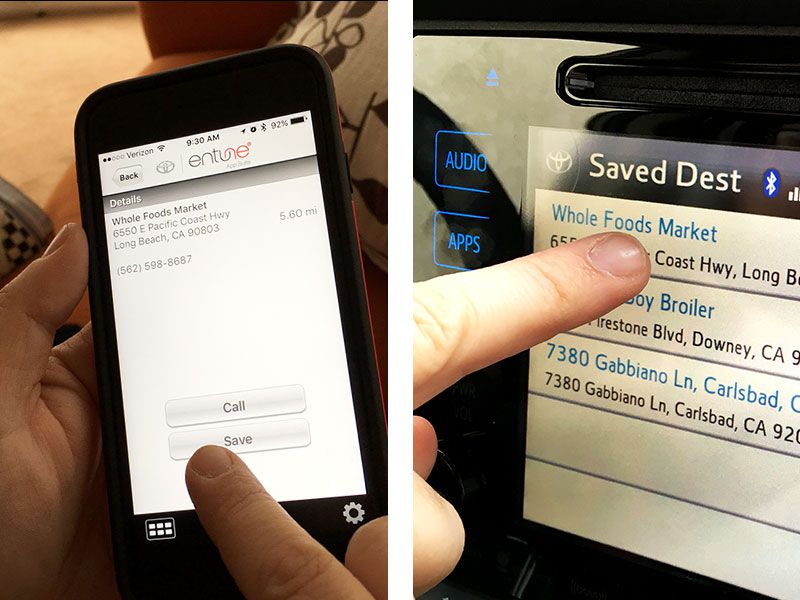 ●●○○○ Verizon 9:30 AM 92%
Back entune
App Suite
Details
Whole Foods Market
6550 E Pacific Coast Hwy 5.60 mi
Long Beach, CA 90803
(562) 598-8687
Call
Save
AUDIO
APPS
VOL
Saved Dest
Whole Foods Market
Coast Hwy, Long
oy Broiler
Firestone Blvd, Downey, CA 9
7380 Gabbiano Ln, Carlsbad,
7380 Gabbiano Ln, Carlsbad, CA 920